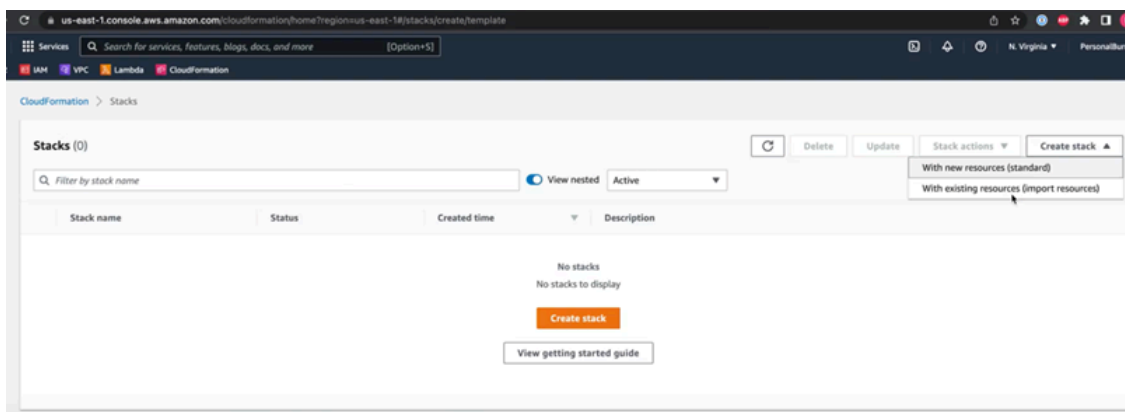 us-east-1.console.aws.amazon.com/cloudformation/home?region=us-east-1#/stacks/create/template
Services Search for services, features, blogs, docs, and more [Option+S] N. Virginia
IAM VPC Lambda CloudFormation
CloudFormation > Stacks
Stacks (0) Delete Update Stack actions Create stack
With new resources (standard)
Filter by stack name View nested Active
With existing resources (import resources)
Stack name Status Created time Description
No stacks
No stacks to display
Create stack
View getting started guide